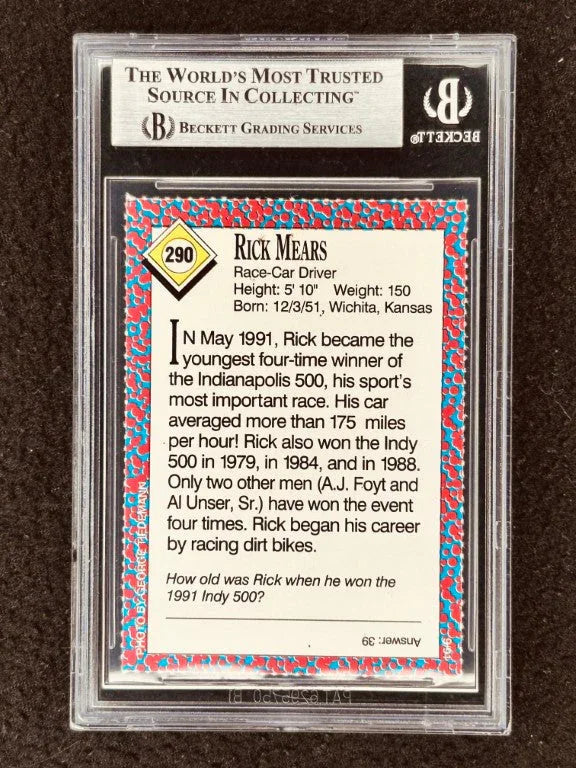 THE WORLD'S MOST TRUSTED
SOURCE IN COLLECTING™
B BECKETT GRADING SERVICES
B
BECKETT®
290
RICK MEARS
Race-Car Driver
Height: 5' 10" Weight: 150
Born: 12/3/51, Wichita, Kansas
IN May 1991, Rick became the
youngest four-time winner of
the Indianapolis 500, his sport's
most important race. His car
averaged more than 175 miles
per hour! Rick also won the Indy
500 in 1979, in 1984, and in 1988.
Only two other men (A.J. Foyt and
Al Unser, Sr.) have won the event
four times. Rick began his career
by racing dirt bikes.
How old was Rick when he won the
1991 Indy 500?
Answer: 39
PHOTO BY GEORGE TIEDEMANN